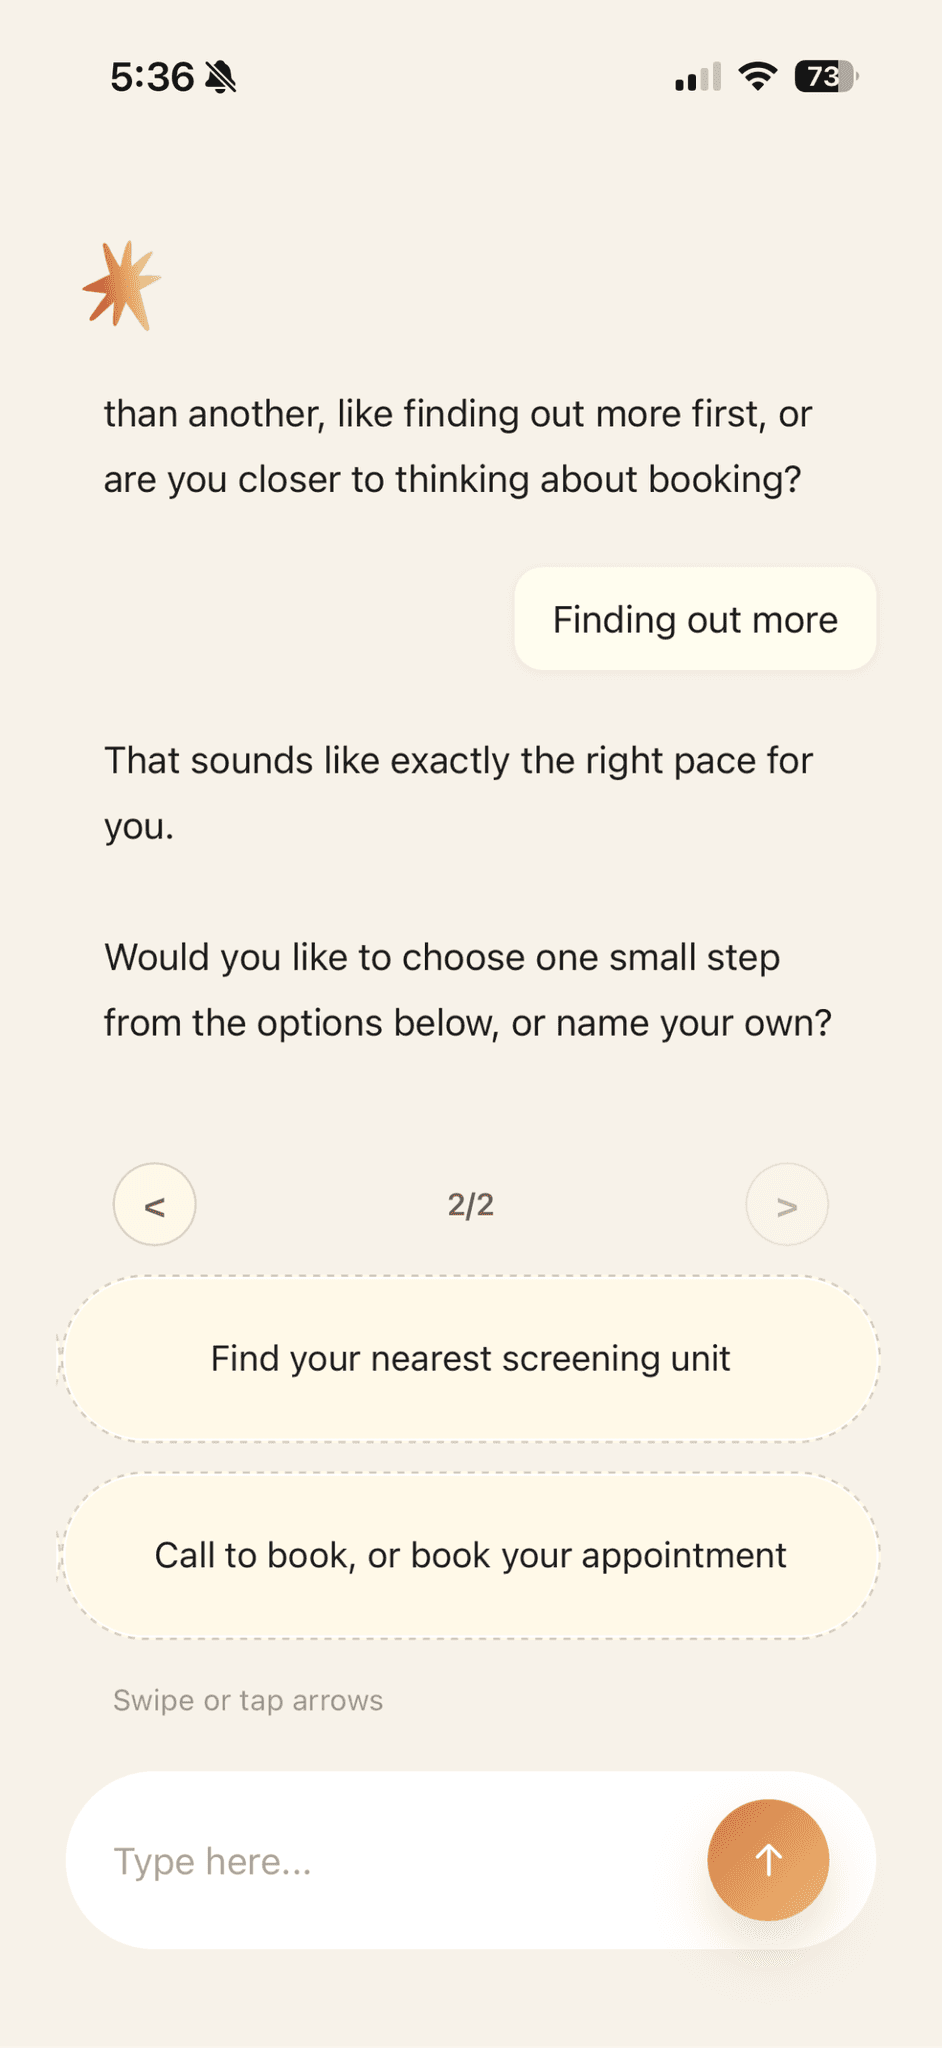 5:36
73
than another, like finding out more first, or
are you closer to thinking about booking?
Finding out more
That sounds like exactly the right pace for
you.
Would you like to choose one small step
from the options below, or name your own?
<
2/2
>
Find your nearest screening unit
Call to book, or book your appointment
Swipe or tap arrows
Type here...